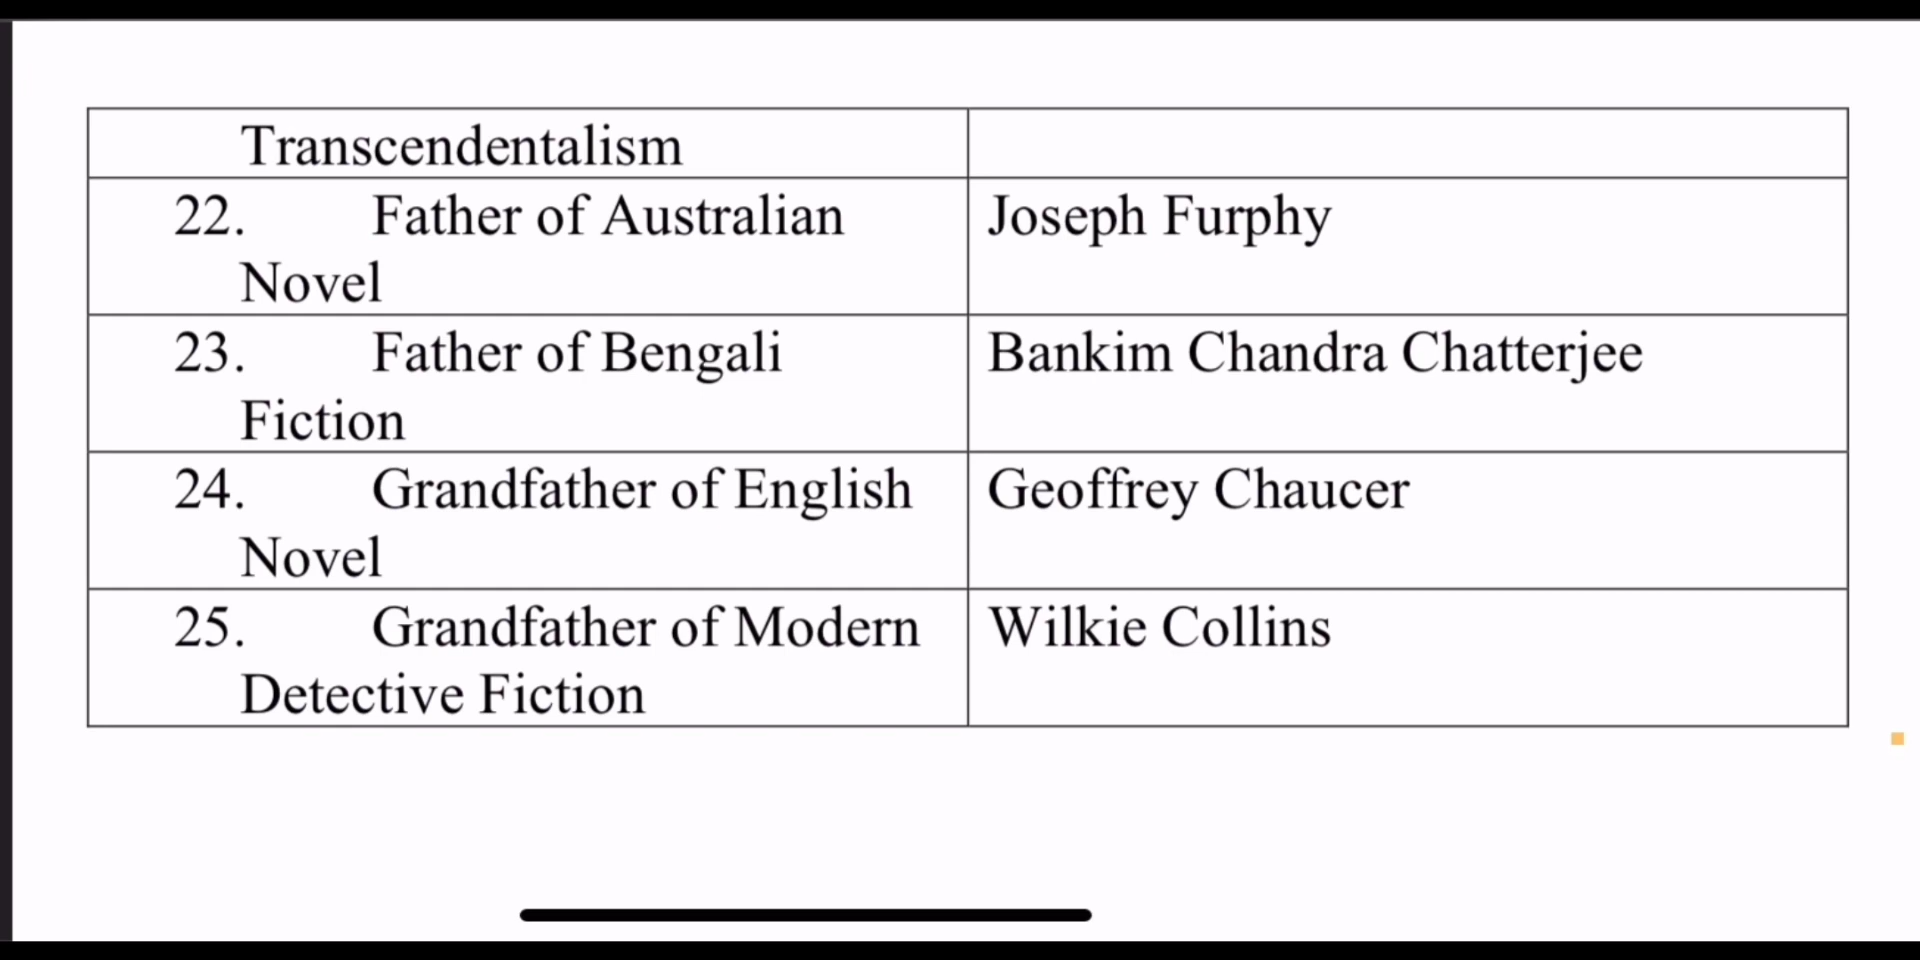 Transcendentalism
22. Father of Australian Joseph Furphy
Novel
23. Father of Bengali Bankim Chandra Chatterjee
Fiction
24. Grandfather of English Geoffrey Chaucer
Novel
25. Grandfather of Modern Wilkie Collins
Detective Fiction